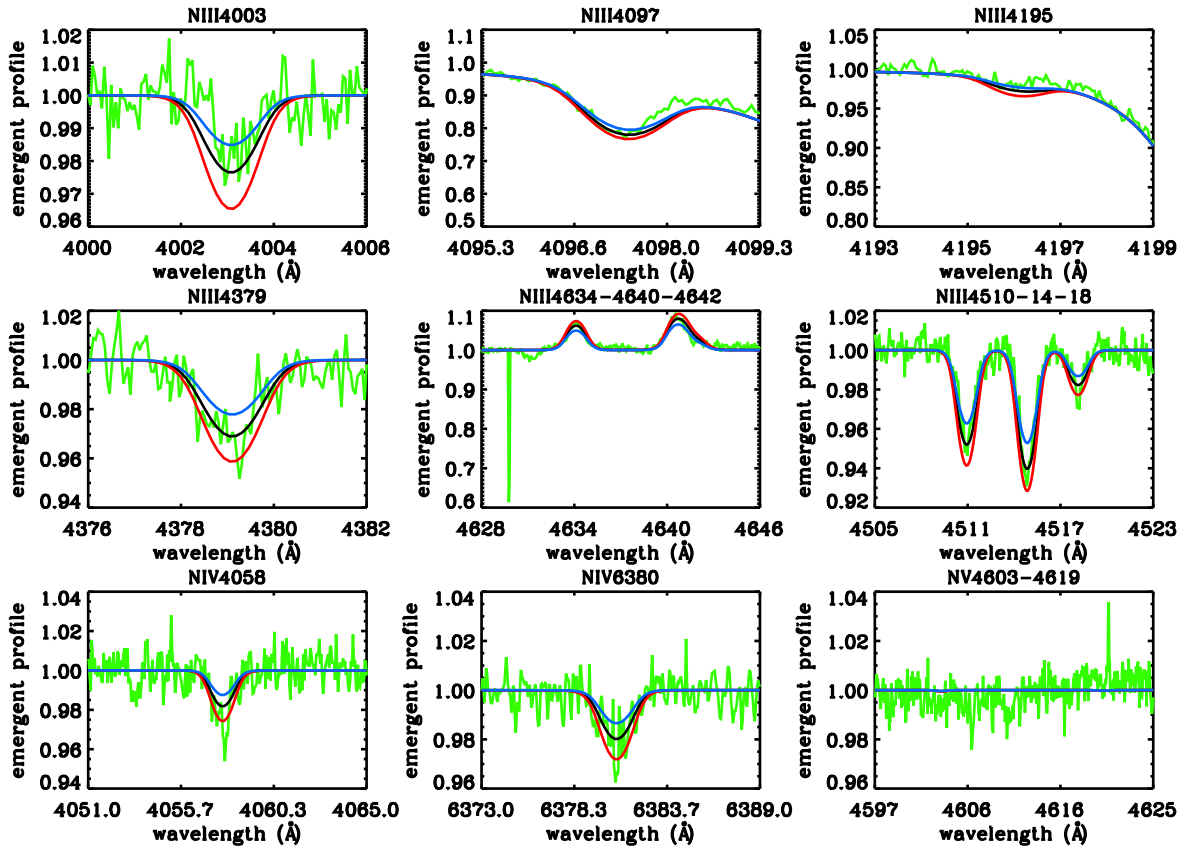 NIII4003
emergent profile
1.02
1.01
1.00
0.99
0.98
0.97
0.96
4000 4002 4004 4006
wavelength (Å)
NIII4097
emergent profile
1.1
1.0
0.9
0.8
0.7
0.6
0.5
4095.3 4096.6 4098.0 4099.3
wavelength (Å)
NIII4195
emergent profile
1.05
1.00
0.95
0.90
0.85
0.80
4193 4195 4197 4199
wavelength (Å)
NIII4379
emergent profile
1.02
1.00
0.98
0.96
0.94
4376 4378 4380 4382
wavelength (Å)
NIII4634-4640-4642
emergent profile
1.1
1.0
0.9
0.8
0.7
0.6
4628 4634 4640 4646
wavelength (Å)
NIII4510-14-18
emergent profile
1.02
1.00
0.98
0.96
0.94
0.92
4505 4511 4517 4523
wavelength (Å)
NIV4058
emergent profile
1.04
1.02
1.00
0.98
0.96
0.94
4051.0 4055.7 4060.3 4065.0
wavelength (Å)
NIV6380
emergent profile
1.04
1.02
1.00
0.98
0.96
6373.0 6378.3 6383.7 6389.0
wavelength (Å)
NV4603-4619
emergent profile
1.04
1.02
1.00
0.98
0.96
4597 4606 4616 4625
wavelength (Å)